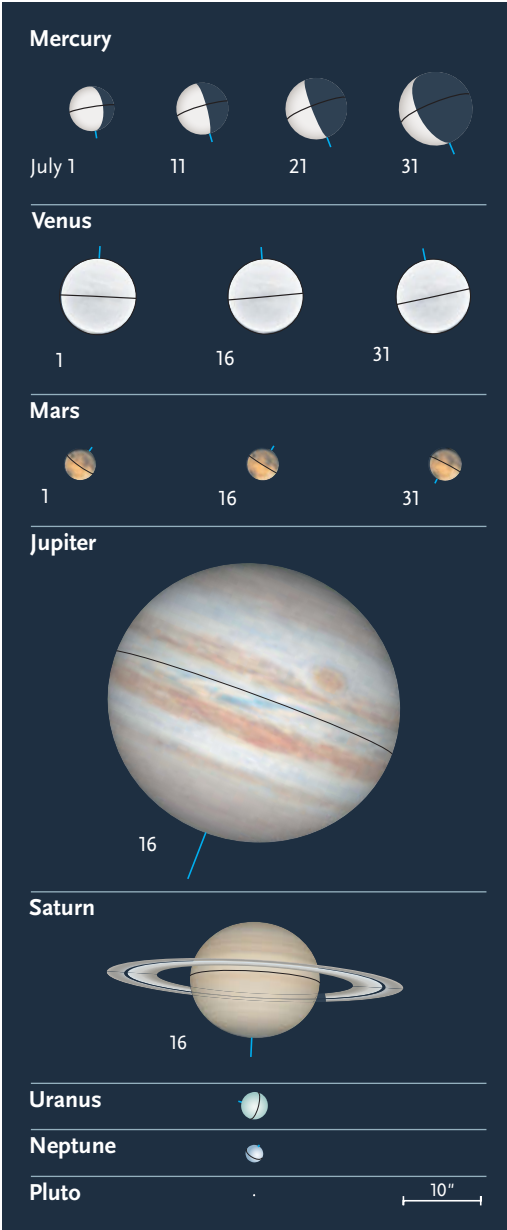 Mercury
July 1 11 21 31
Venus
1 16 31
Mars
1 16 31
Jupiter
16
Saturn
16
Uranus
Neptune
Pluto 10"